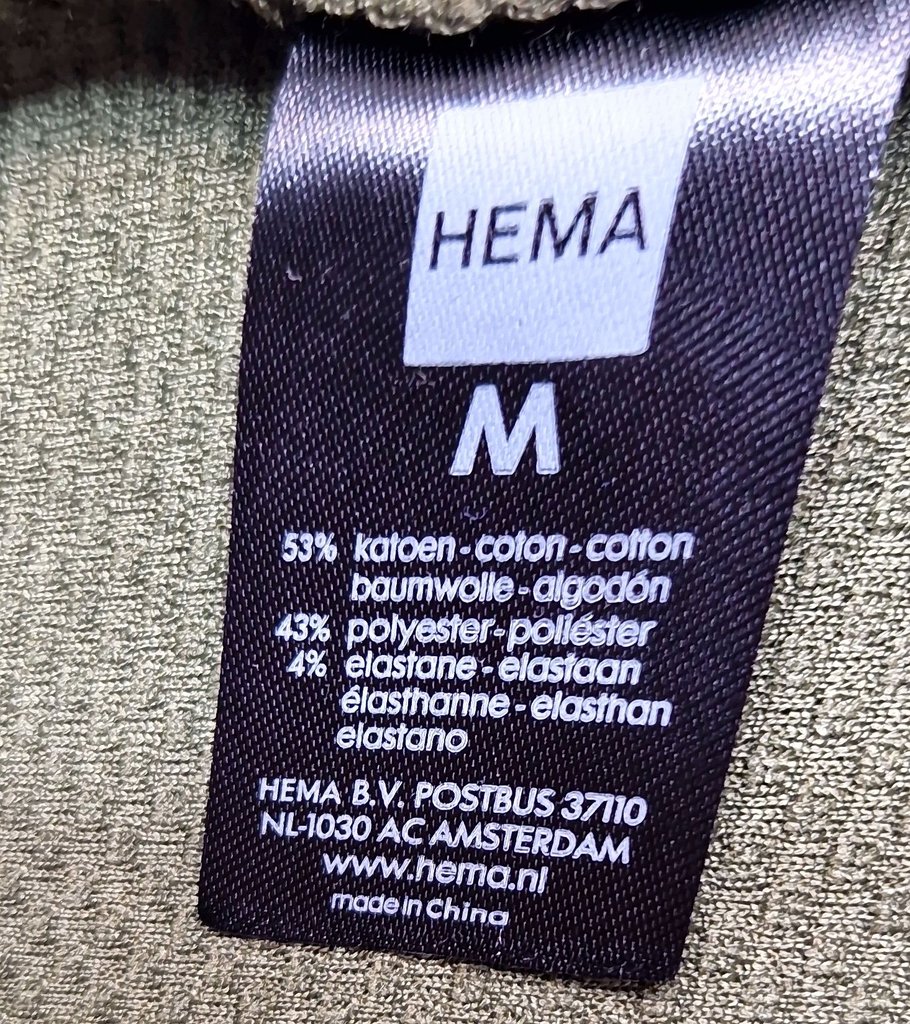 HEMA
M
53% katoen - coton - cotton
baumwolle - algodón
43% polyester - poliéster
4% elastane - elastaan
élasthanne - elasthan
elastano
HEMA B.V. POSTBUS 37110
NL-1030 AC AMSTERDAM
www.hema.nl
made in China